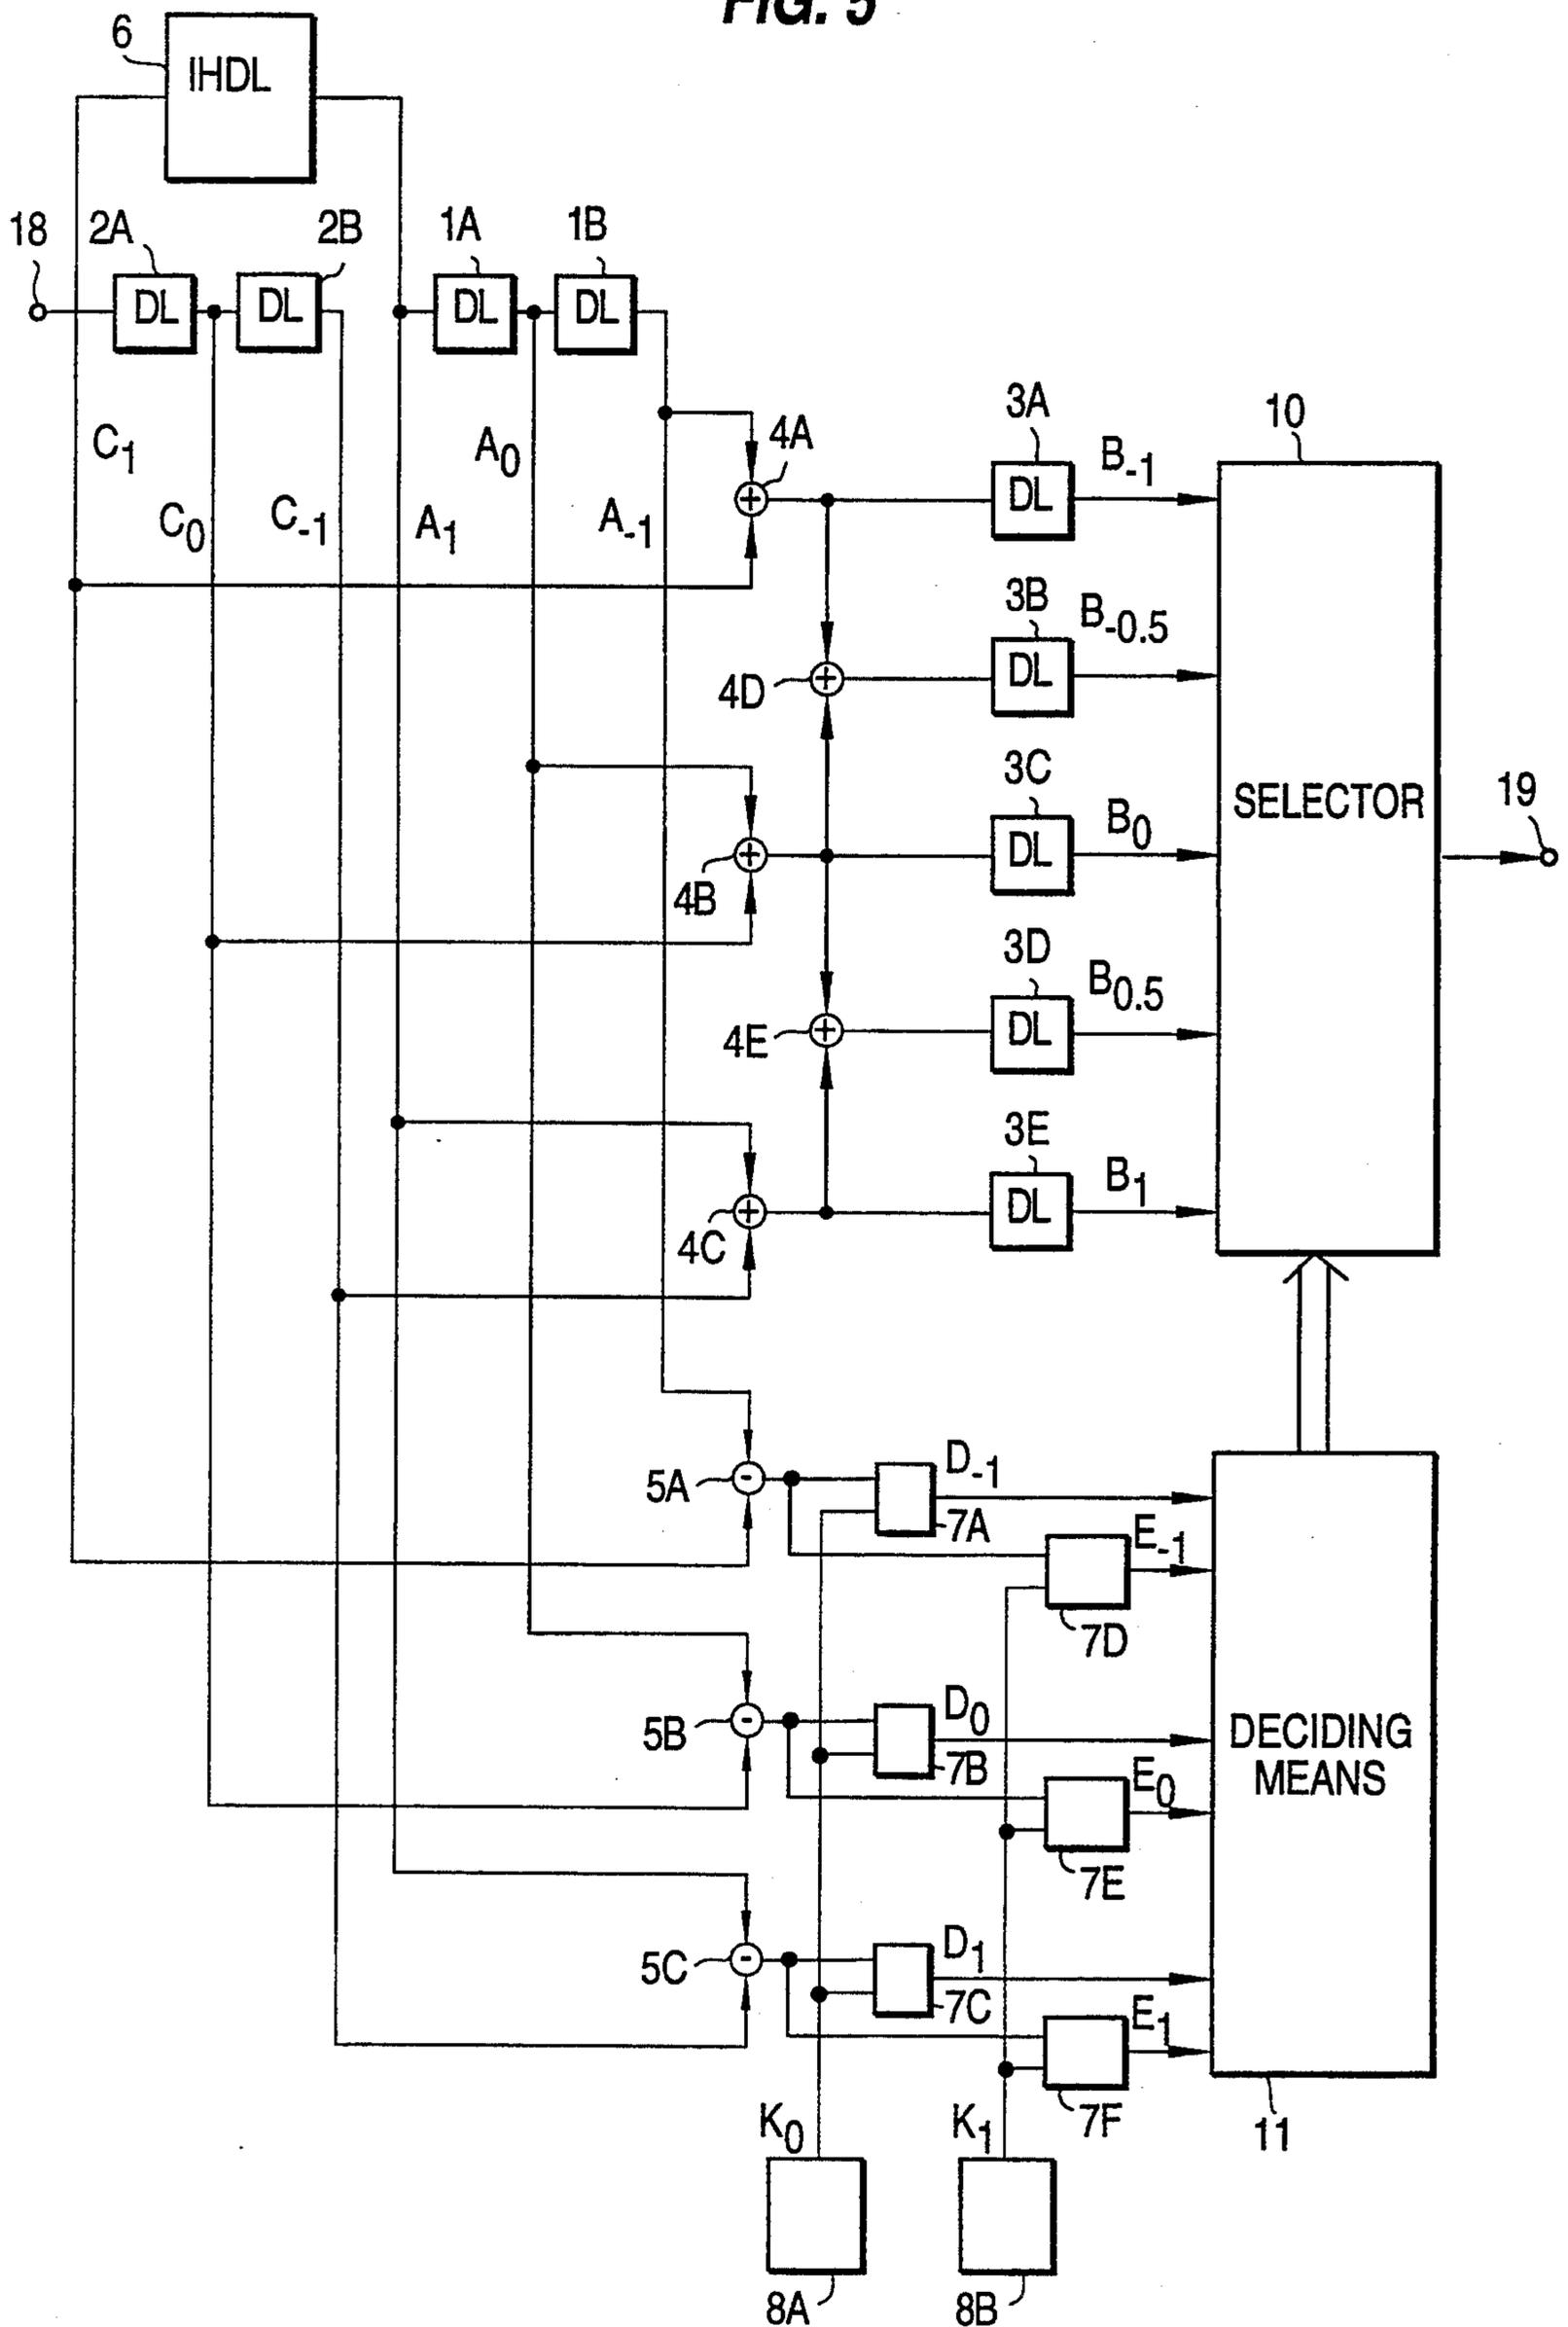 FIG. 5
6
IHDL
18
2A
2B
1A
1B
DL
DL
DL
DL
C1
C0
C-1
A1
A0
A-1
4A
3A
DL
B-1
10
4D
3B
DL
B-0.5
4B
3C
DL
B0
SELECTOR
19
4E
3D
DL
B0.5
4C
3E
DL
B1
5A
D-1
7A
E-1
7D
5B
D0
7B
E0
7E
DECIDING
MEANS
5C
D1
7C
E1
7F
11
K0
K1
8A
8B